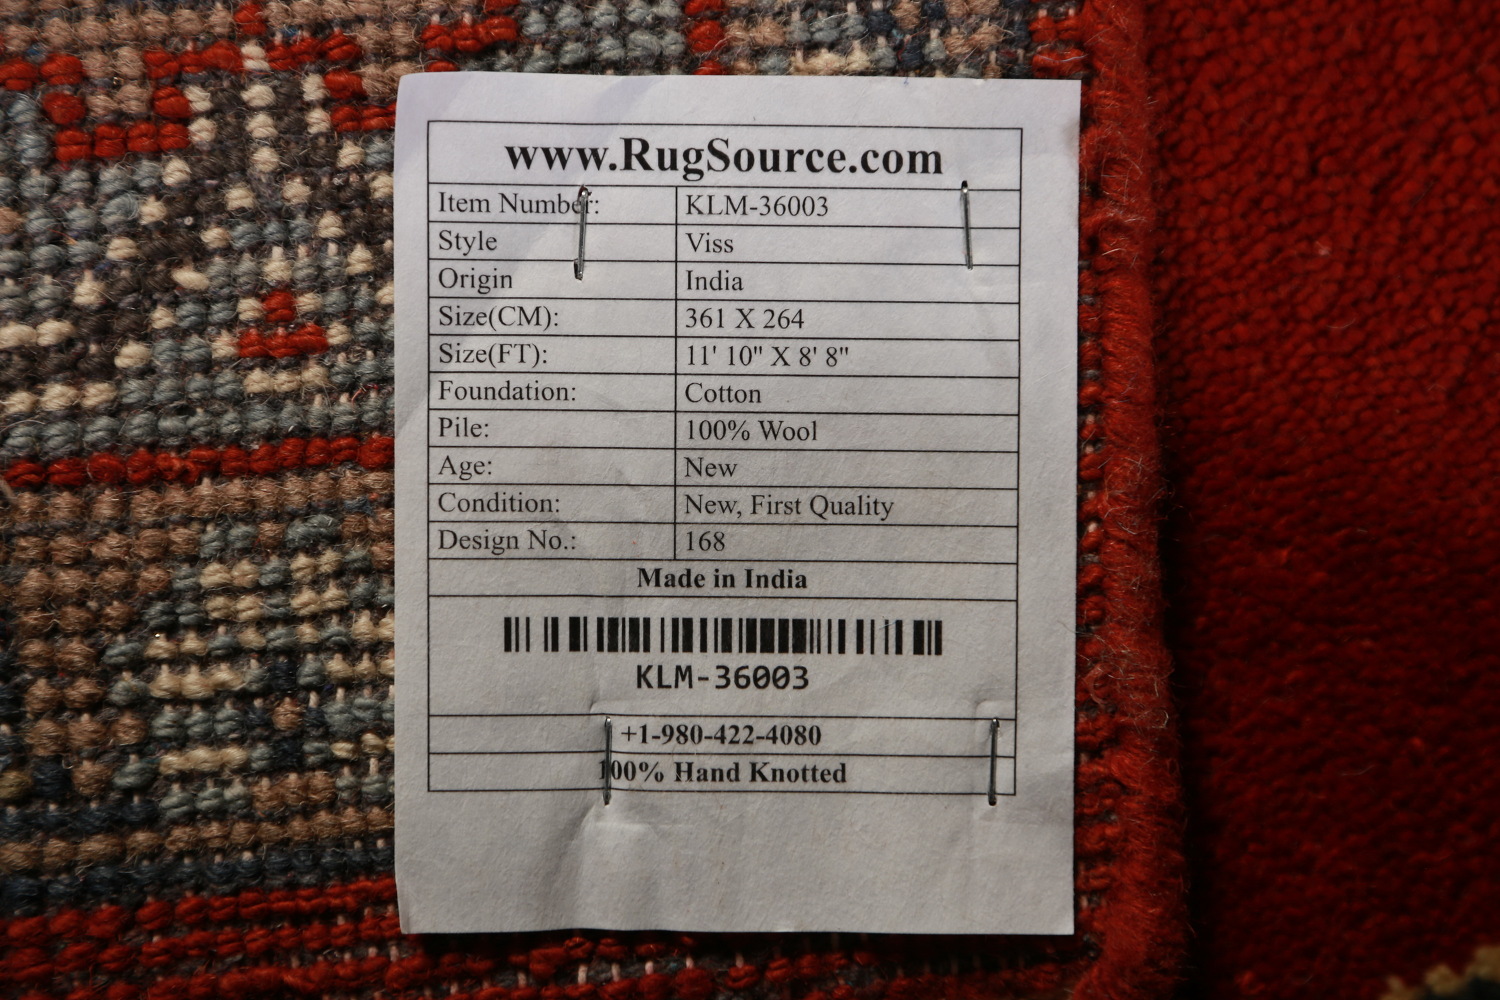 www.RugSource.com
Item Number: KLM-36003
Style Viss
Origin India
Size(CM): 361 X 264
Size(FT): 11' 10" X 8' 8"
Foundation: Cotton
Pile: 100% Wool
Age: New
Condition: New, First Quality
Design No.: 168
Made in India
KLM-36003
+1-980-422-4080
100% Hand Knotted